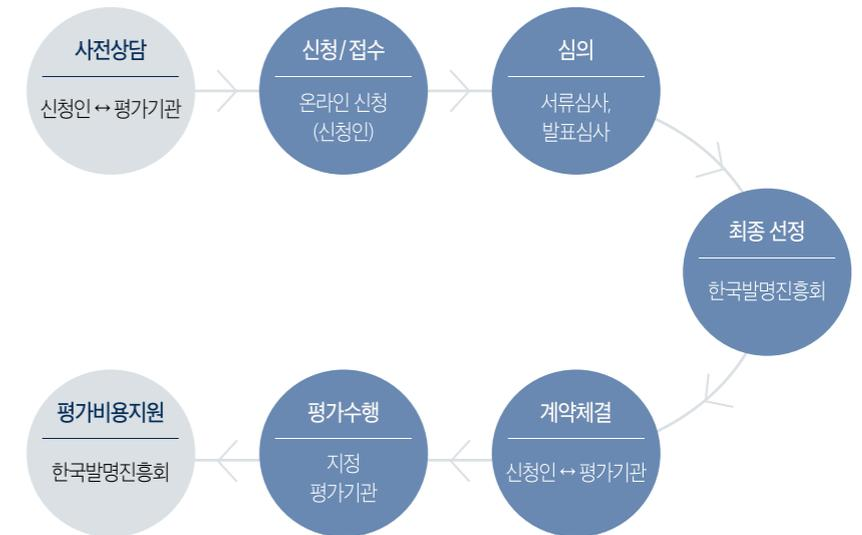 사전상담
신청인 ↔ 평가기관
신청/접수
온라인 신청
(신청인)
심의
서류심사,
발표심사
최종 선정
한국발명진흥회
계약체결
신청인 ↔ 평가기관
평가수행
지정
평가기관
평가비용지원
한국발명진흥회